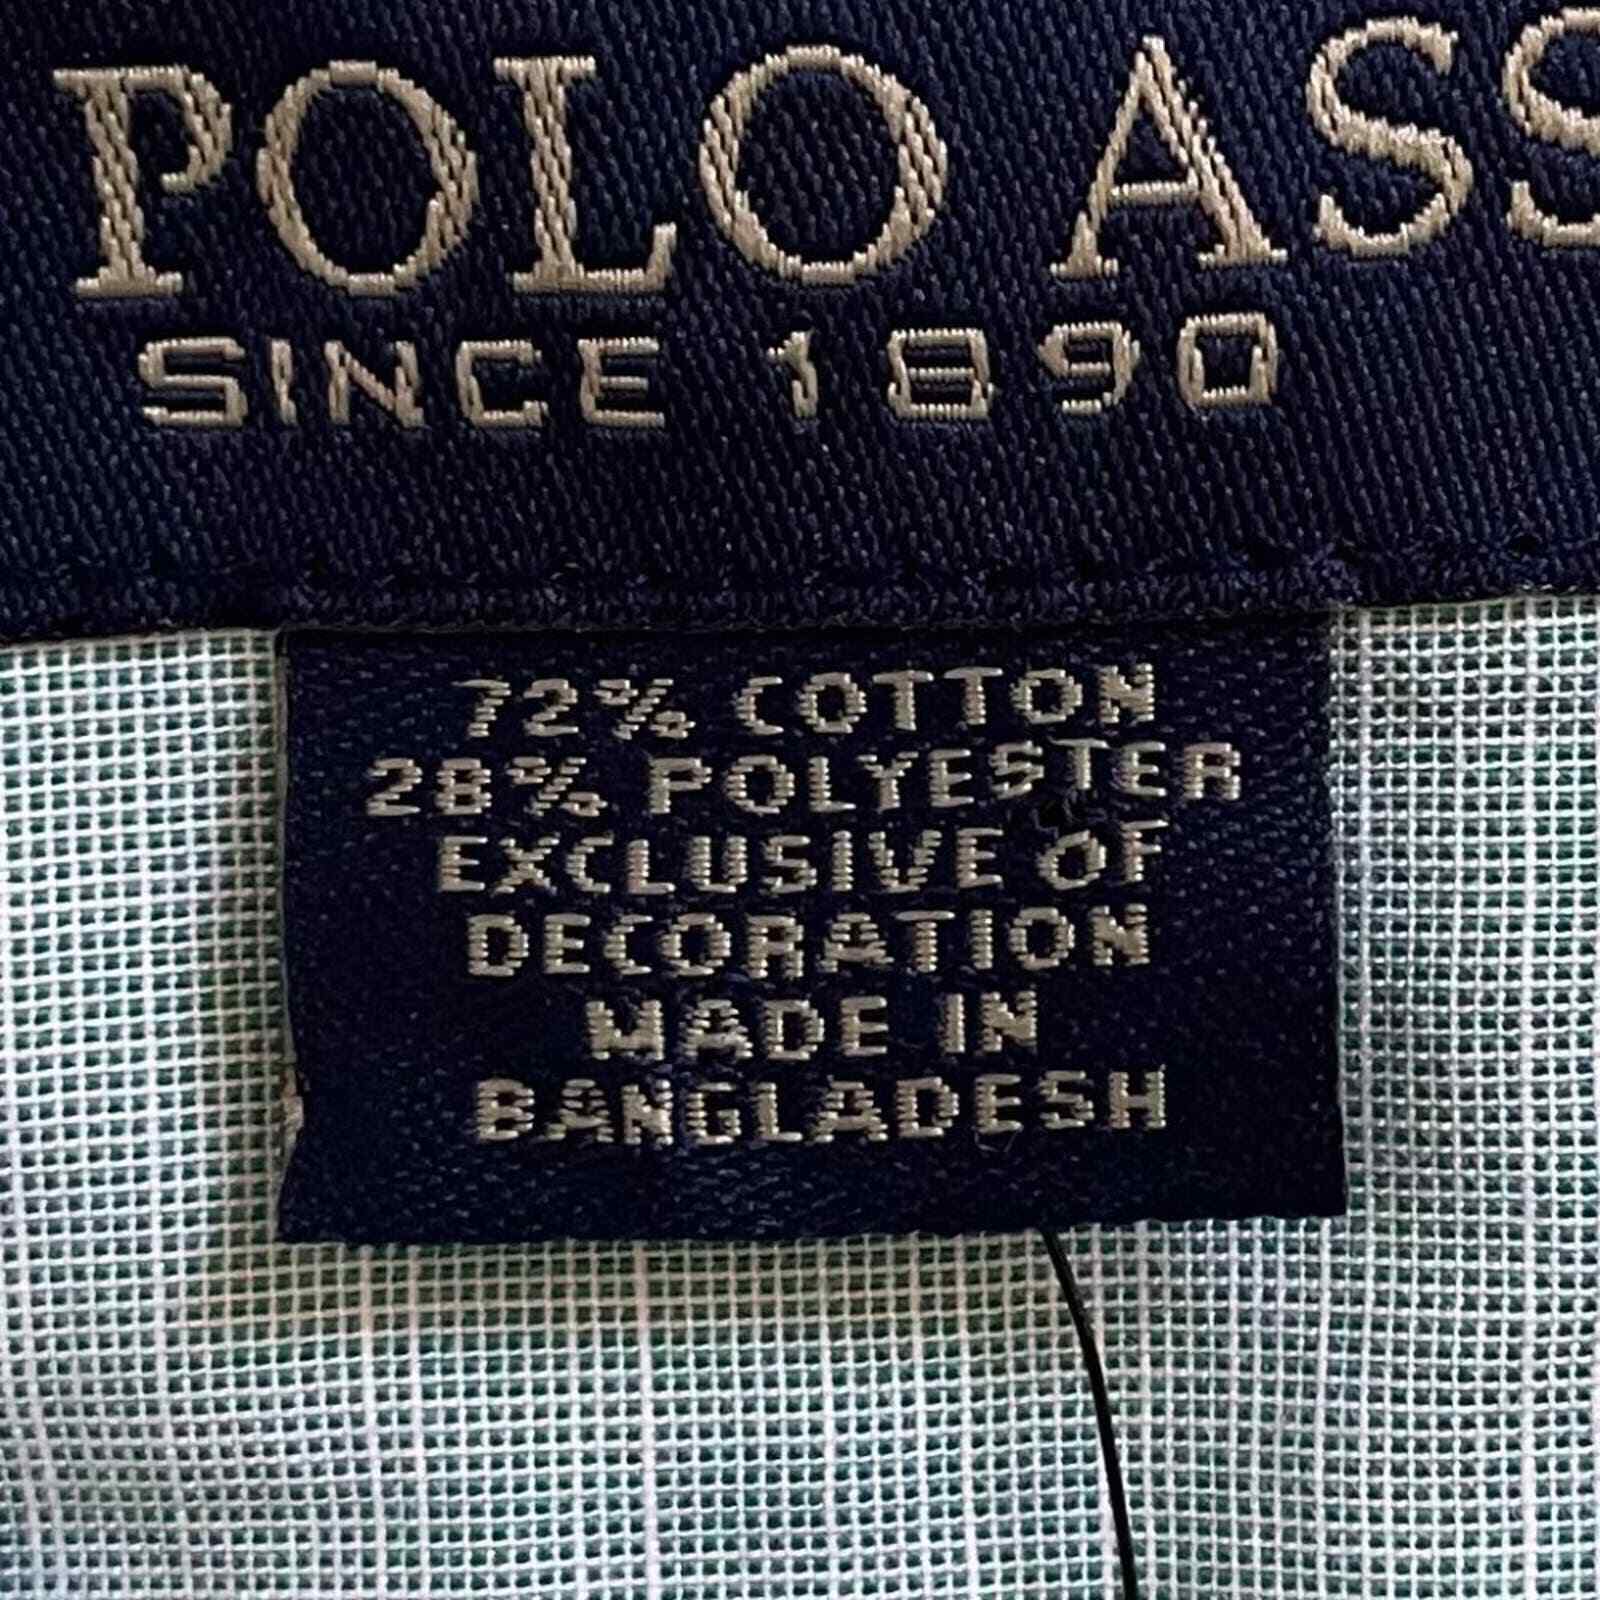 POLO ASS
SINCE 1890
72% COTTON
28% POLYESTER
EXCLUSIVE OF
DECORATION
MADE IN
BANGLADESH